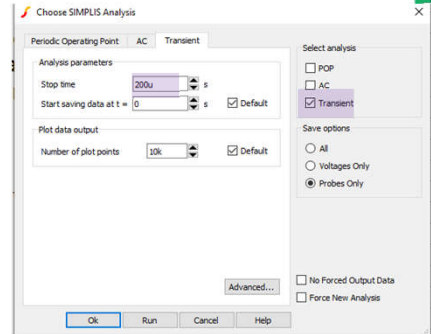 Choose SIMPLIS Analysis
Periodic Operating Point AC Transient
Analysis parameters
Stop time 200u s
Start saving data at t = 0 s Default
Plot data output
Number of plot points 10k Default
Advanced...
Select analysis
POP
AC
Transient
Save options
All
Voltages Only
Probes Only
No Forced Output Data
Force New Analysis
Ok Run Cancel Help